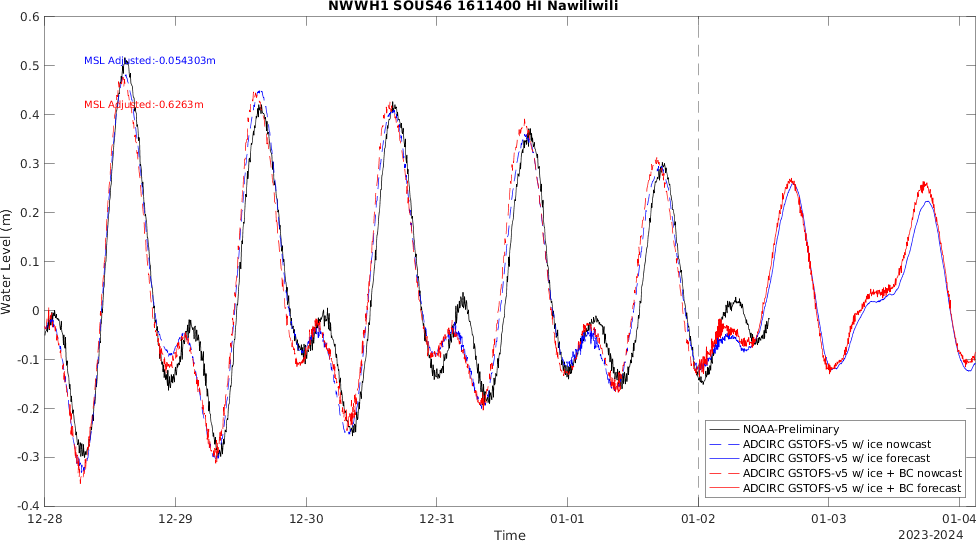 NWWH1 SOUS46 1611400 HI Nawiliwili
0.6
0.5
0.4
0.3
0.2
0.1
0
-0.1
-0.2
-0.3
-0.4
Water Level (m)
MSL Adjusted:-0.054303m
MSL Adjusted:-0.6263m
NOAA-Preliminary
ADCIRC GSTOFS-v5 w/ ice nowcast
ADCIRC GSTOFS-v5 w/ ice forecast
ADCIRC GSTOFS-v5 w/ ice + BC nowcast
ADCIRC GSTOFS-v5 w/ ice + BC forecast
12-28 12-29 12-30 12-31 01-01 01-02 01-03 01-04
Time
2023-2024